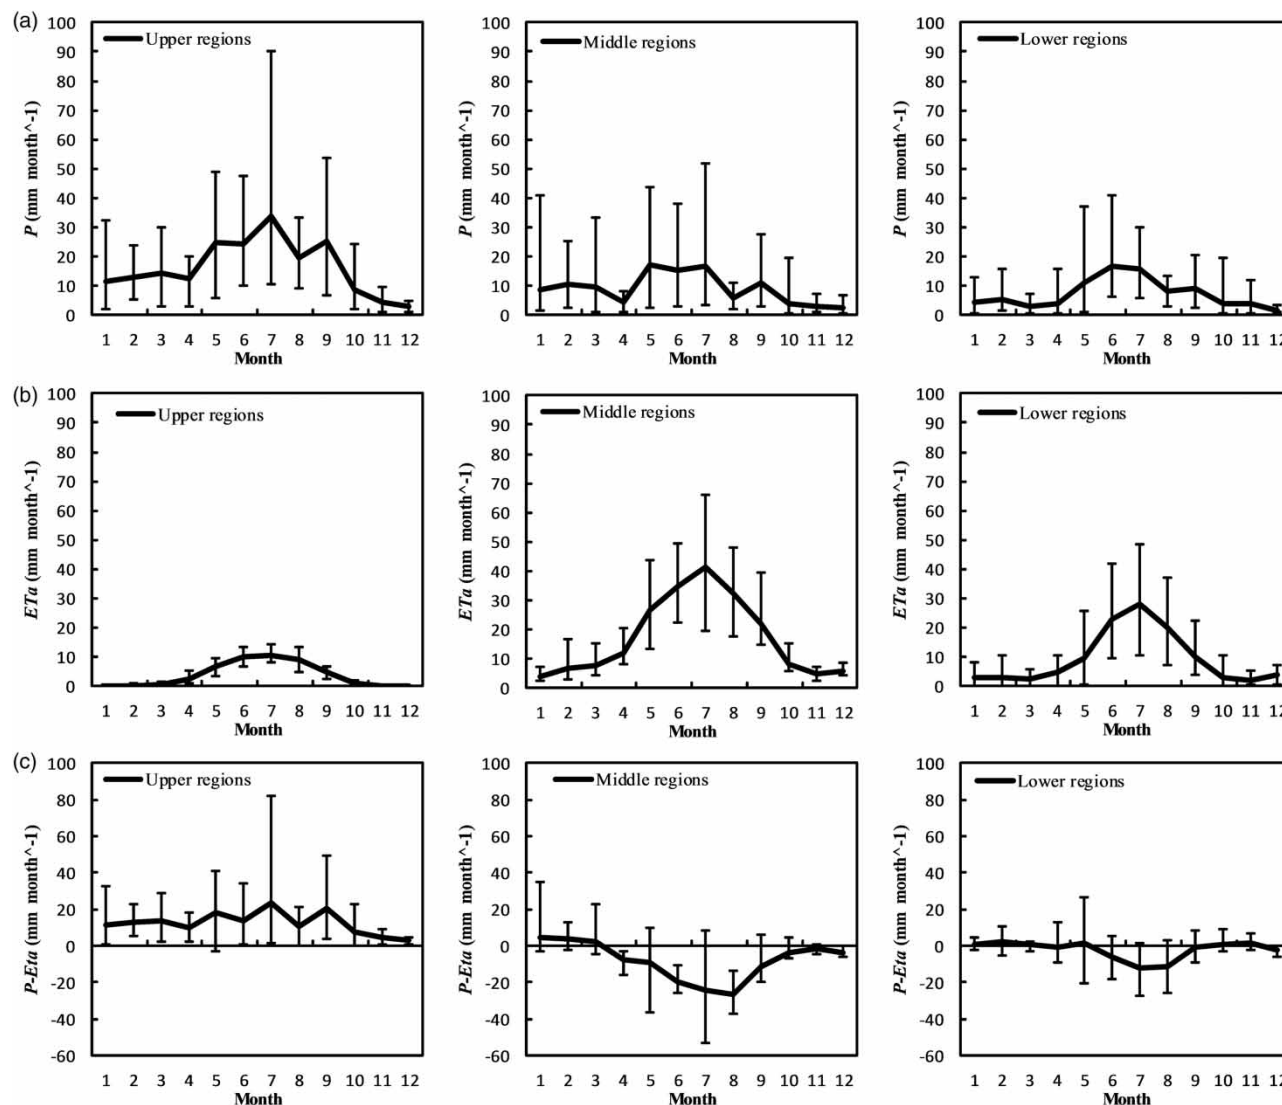 (a)
100
90
80
70
60
50
40
30
20
10
0
P (mm month^-1)
Upper regions
1 2 3 4 5 6 7 8 9 10 11 12
Month
100
90
80
70
60
50
40
30
20
10
0
P (mm month^-1)
Middle regions
1 2 3 4 5 6 7 8 9 10 11 12
Month
100
90
80
70
60
50
40
30
20
10
0
P (mm month^-1)
Lower regions
1 2 3 4 5 6 7 8 9 10 11 12
Month
(b)
100
90
80
70
60
50
40
30
20
10
0
ETa (mm month^-1)
Upper regions
1 2 3 4 5 6 7 8 9 10 11 12
Month
100
90
80
70
60
50
40
30
20
10
0
ETa (mm month^-1)
Middle regions
1 2 3 4 5 6 7 8 9 10 11 12
Month
100
90
80
70
60
50
40
30
20
10
0
ETa (mm month^-1)
Lower regions
1 2 3 4 5 6 7 8 9 10 11 12
Month
(c)
100
80
60
40
20
0
-20
-40
-60
P-Eta (mm month^-1)
Upper regions
1 2 3 4 5 6 7 8 9 10 11 12
Month
100
80
60
40
20
0
-20
-40
-60
P-Eta (mm month^-1)
Middle regions
1 2 3 4 5 6 7 8 9 10 11 12
Month
100
80
60
40
20
0
-20
-40
-60
P-Eta (mm month^-1)
Lower regions
1 2 3 4 5 6 7 8 9 10 11 12
Month